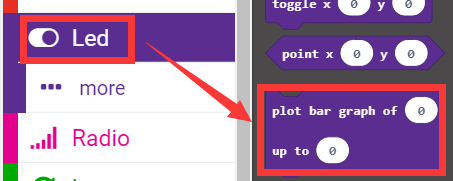 Led
more
Radio
toggle x 0 y 0
point x 0 y 0
plot bar graph of 0
up to 0